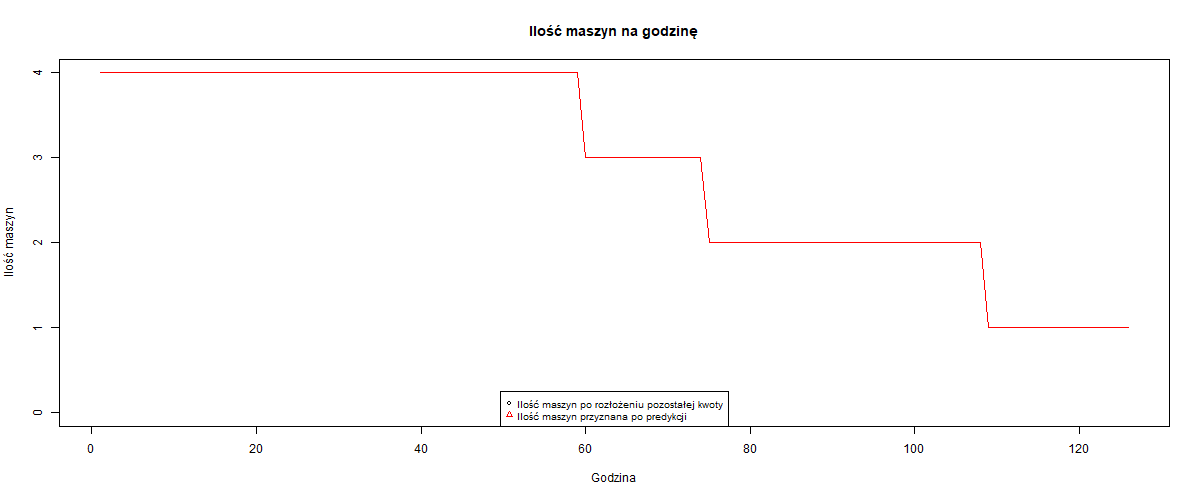 Ilość maszyn na godzinę
Ilość maszyn
4
3
2
1
0
Ilość maszyn po rozłożeniu pozostałej kwoty
Ilość maszyn przyznana po predykcji
0 20 40 60 80 100 120
Godzina